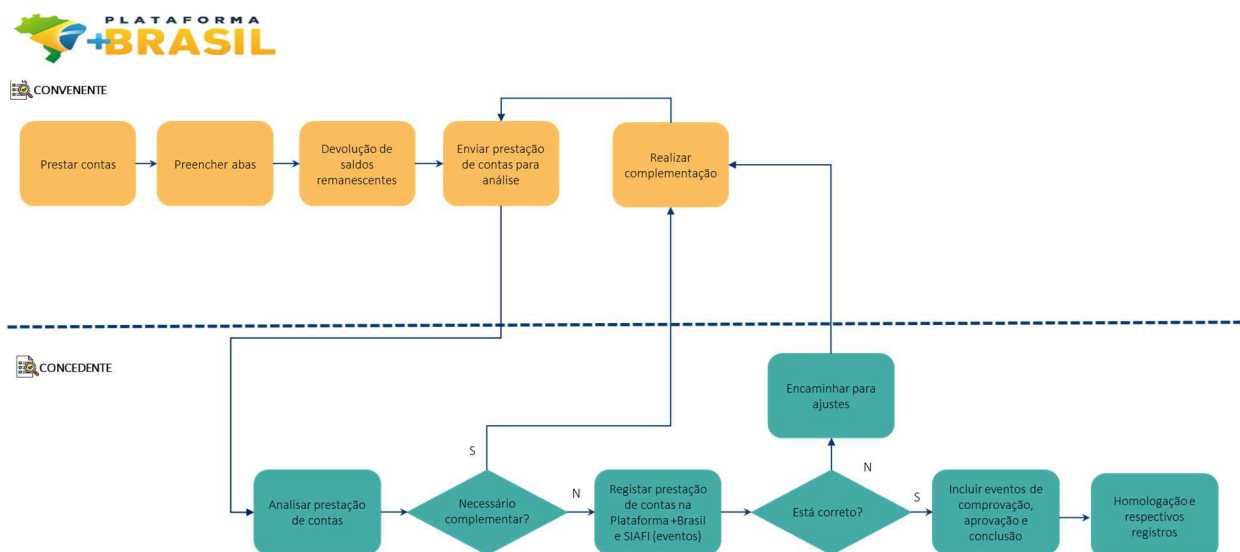 PLATAFORMA
+BRASIL
CONVENENTE
Prestar contas
Preencher abas
Devolução de
saldos
remanescentes
Enviar prestação
de contas para
análise
Realizar
complementação
CONCEDENTE
Encaminhar para
ajustes
S
N
N
S
Analisar prestação
de contas
Necessário
complementar?
Registar prestação
de contas na
Plataforma +Brasil
e SIAFI (eventos)
Está correto?
Incluir eventos de
comprovação,
aprovação e
conclusão
Homologação e
respectivos
registros